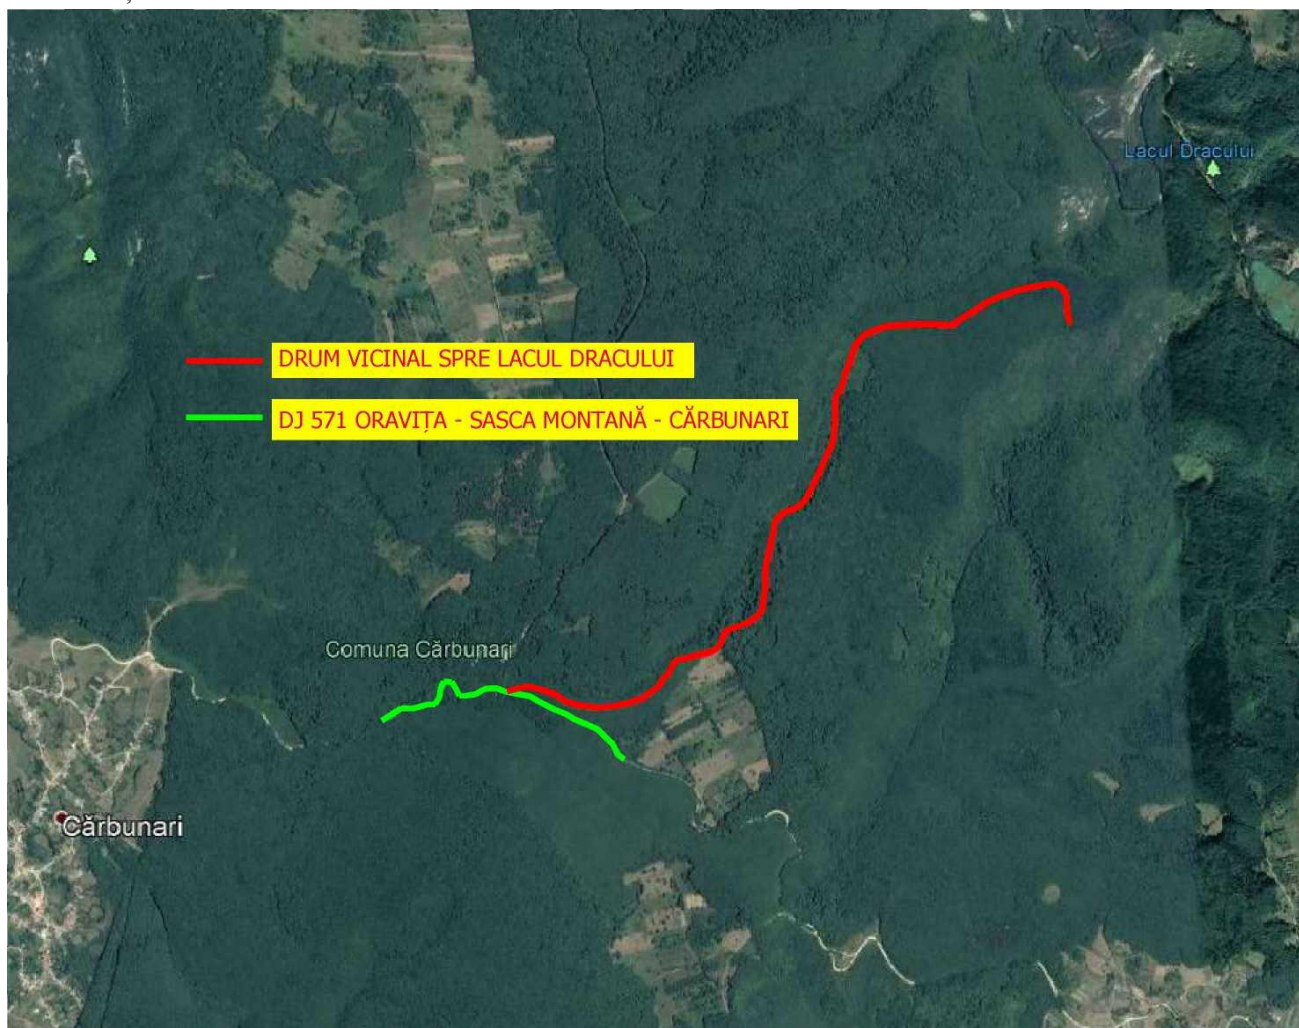 Lacul Dracului
DRUM VICINAL SPRE LACUL DRACULUI
DJ 571 ORAVIȚA - SASCA MONTANĂ - CĂRBUNARI
Comuna Cărbunari
Cărbunari